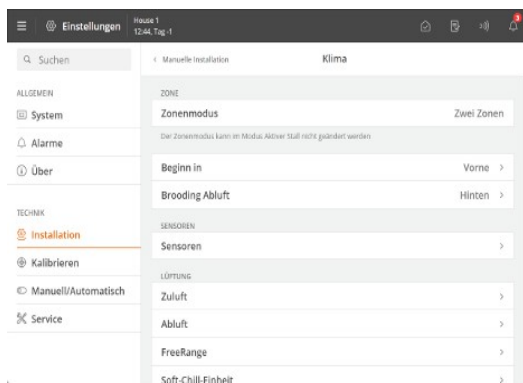 Einstellungen
House 1
12:44, Tag -1
3
Suchen
ALLGEMEIN
System
Alarme
Über
TECHNIK
Installation
Kalibrieren
Manuell/Automatisch
Service
Manuelle Installation
Klima
ZONE
Zonenmodus Zwei Zonen
Der Zonenmodus kann im Modus Aktiver Stall nicht geändert werden
Beginn in Vorne
Brooding Abluft Hinten
SENSOREN
Sensoren
LÜFTUNG
Zuluft
Abluft
FreeRange
Soft-Chill-Einheit